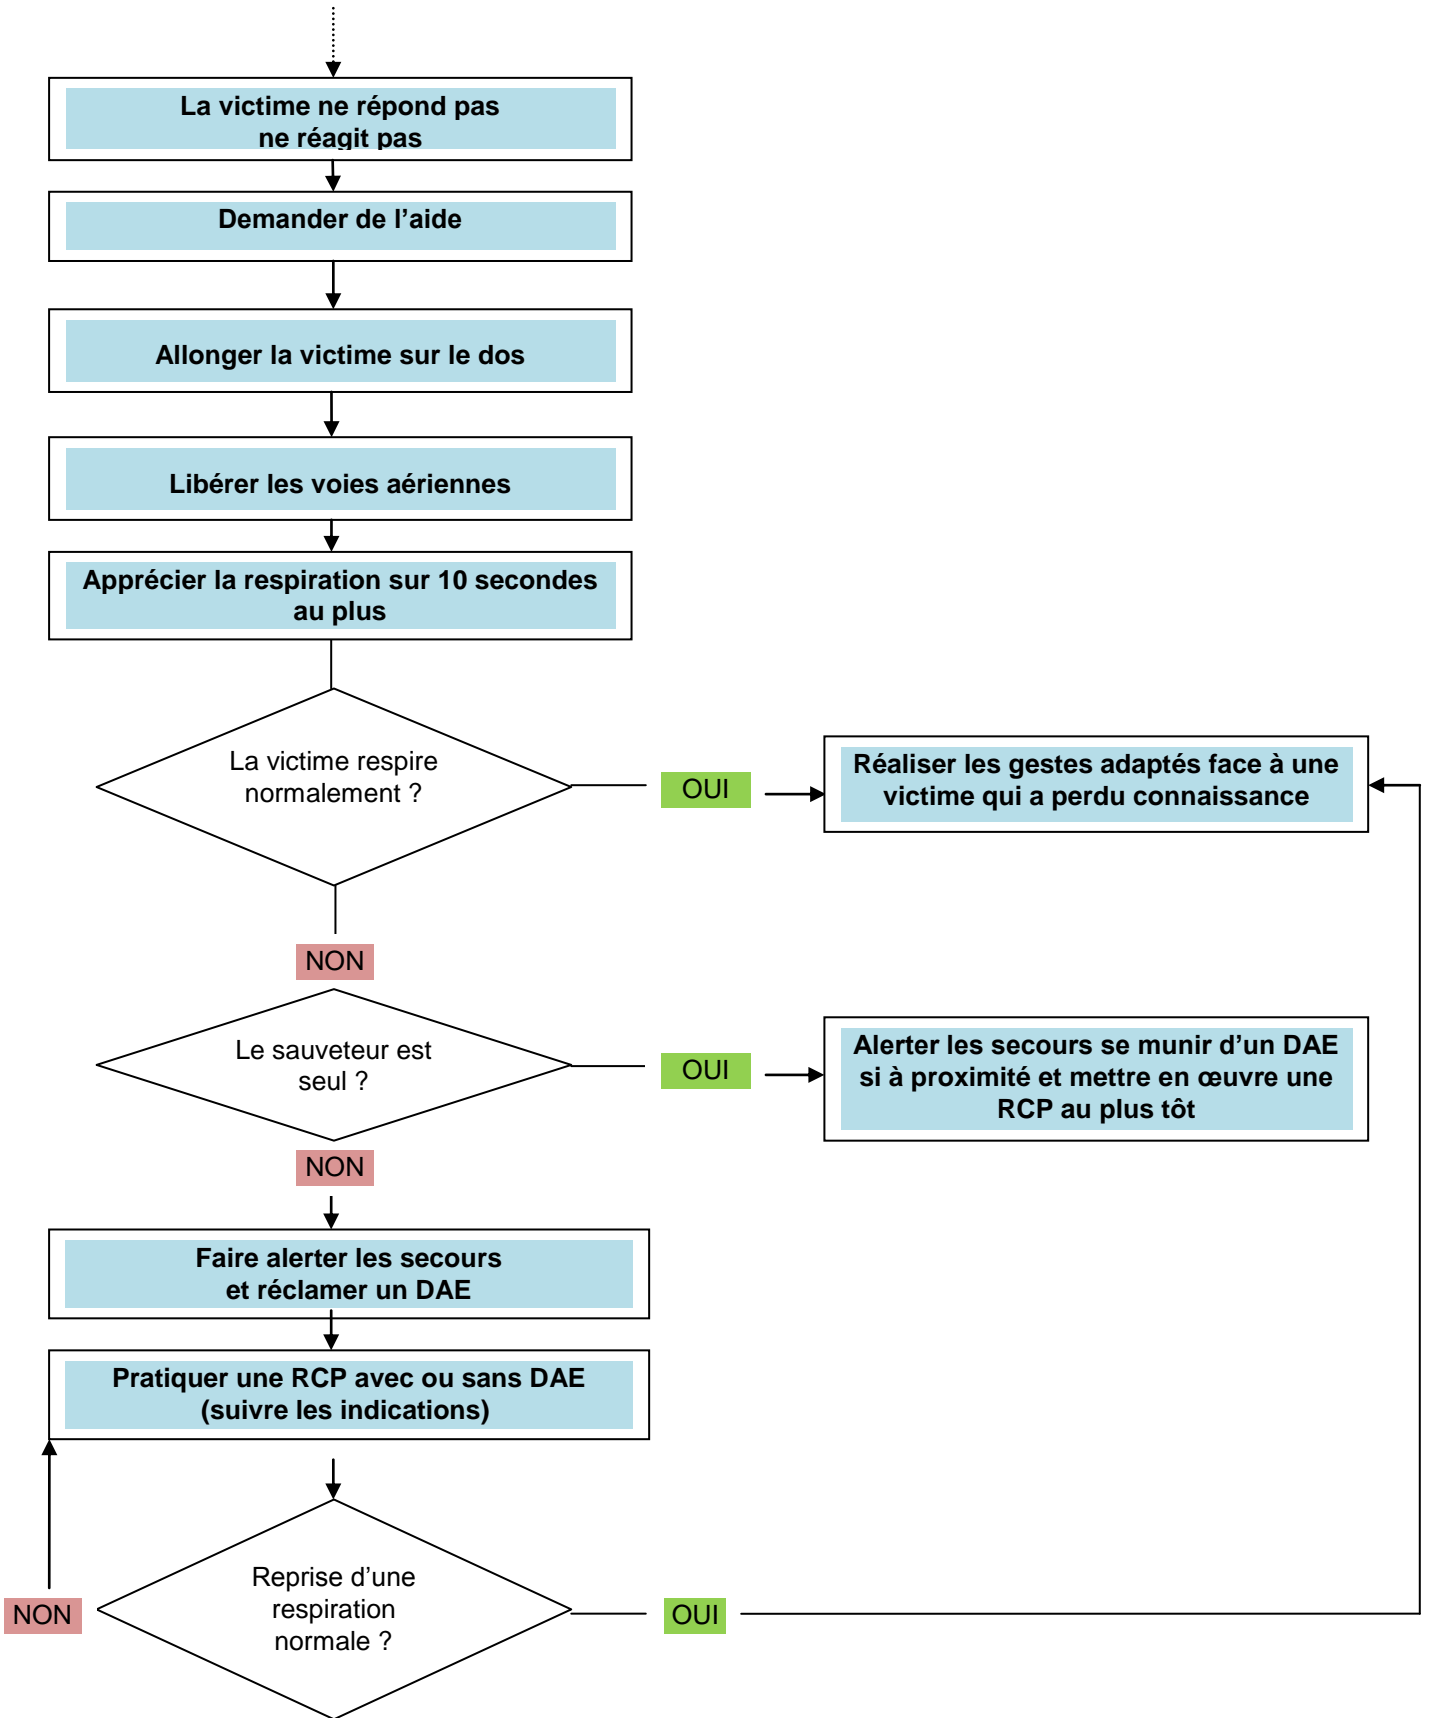 La victime ne répond pas
ne réagit pas
Demander de l’aide
Allonger la victime sur le dos
Libérer les voies aériennes
Apprécier la respiration sur 10 secondes
au plus
La victime respire
normalement ?
OUI
Réaliser les gestes adaptés face à une
victime qui a perdu connaissance
NON
Le sauveteur est
seul ?
OUI
Alerter les secours se munir d’un DAE
si à proximité et mettre en œuvre une
RCP au plus tôt
NON
Faire alerter les secours
et réclamer un DAE
Pratiquer une RCP avec ou sans DAE
(suivre les indications)
Reprise d’une
respiration
normale ?
NON
OUI